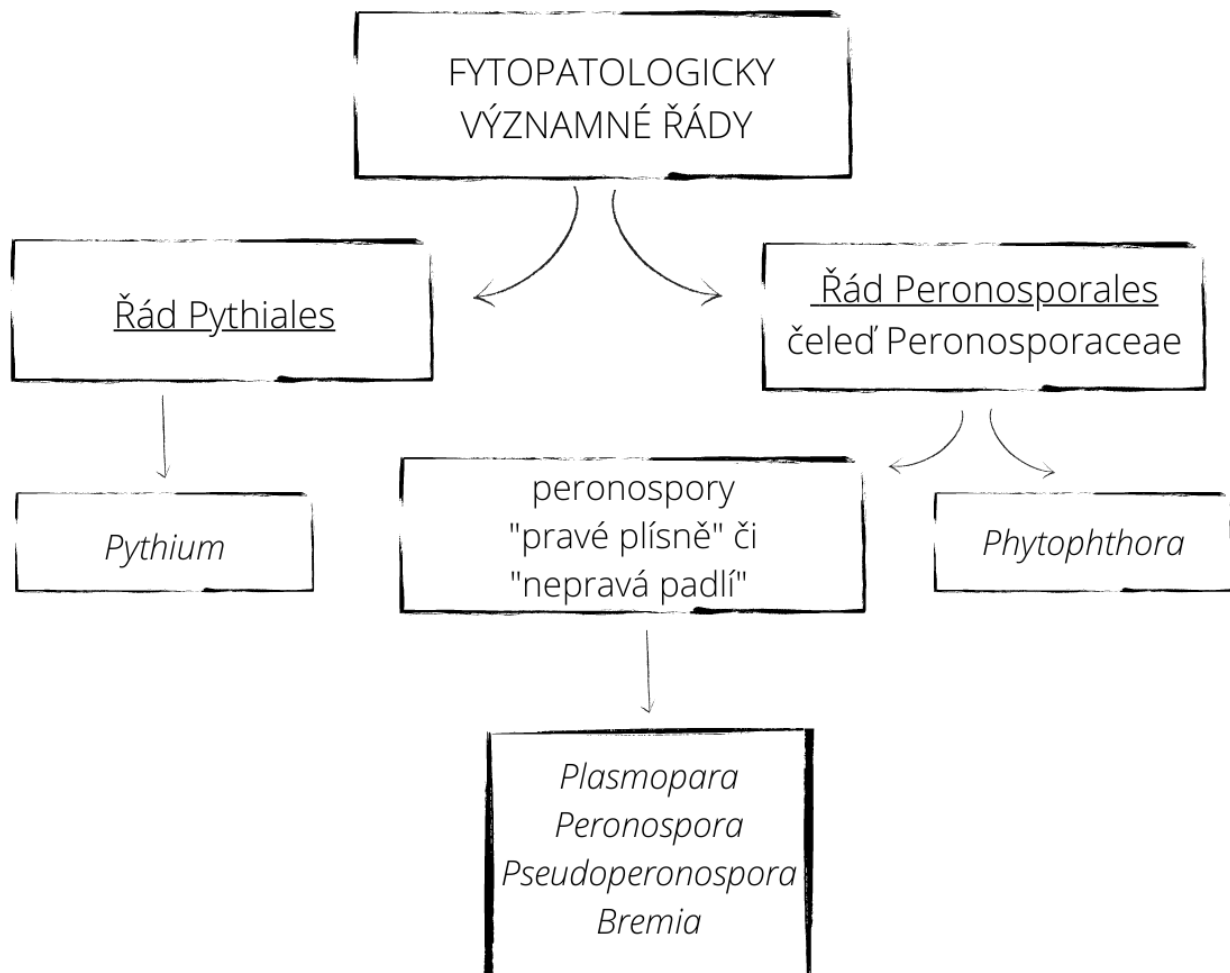 FYTOPATOLOGICKY
VÝZNAMNÉ ŘÁDY
Řád Pythiales
Řád Peronosporales
čeleď Peronosporaceae
Pythium
peronospory
"pravé plísně" či
"nepravá padlí"
Phytophthora
Plasmopara
Peronospora
Pseudoperonospora
Bremia